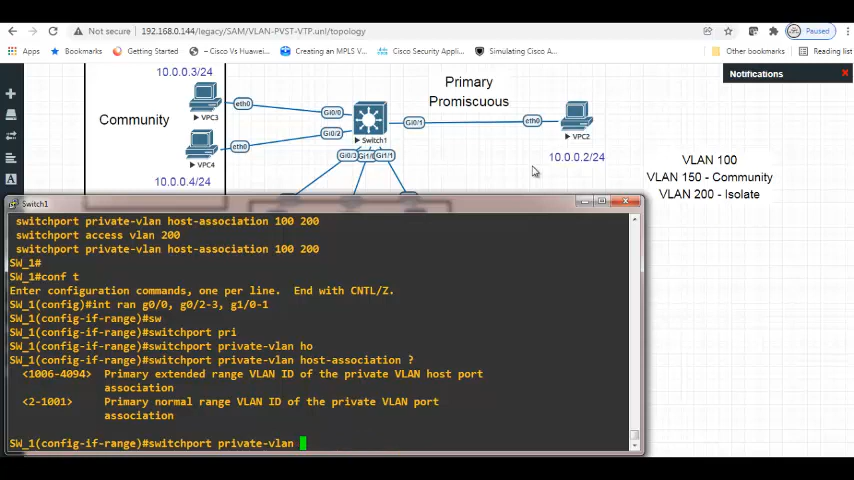 Not secure | 192.168.0.144/legacy/SAM/VLAN-PVST-VTP.unl/topology
Paused
Apps Bookmarks Getting Started – Cisco Vs Huawei... Creating an MPLS V... Cisco Security Appli... Simulating Cisco A... Other bookmarks Reading list
Notifications
10.0.0.3/24
Primary
Promiscuous
eth0
VPC3
Gi0/0
Community
Gi0/1
eth0
VPC2
Gi0/2
Switch1
VPC4
eth0
Gi0/3
Gi1/1
10.0.0.2/24
10.0.0.4/24
VLAN 100
VLAN 150 - Community
VLAN 200 - Isolate
Switch1
switchport private-vlan host-association 100 200
switchport access vlan 200
switchport private-vlan host-association 100 200
SW_1#
SW_1#conf t
Enter configuration commands, one per line. End with CNTL/Z.
SW_1(config)#int ran g0/0, g0/2-3, g1/0-1
SW_1(config-if-range)#sw
SW_1(config-if-range)#switchport pri
SW_1(config-if-range)#switchport private-vlan ho
SW_1(config-if-range)#switchport private-vlan host-association ?
<1006-4094> Primary extended range VLAN ID of the private VLAN host port
association
<2-1001> Primary normal range VLAN ID of the private VLAN port
association
SW_1(config-if-range)#switchport private-vlan